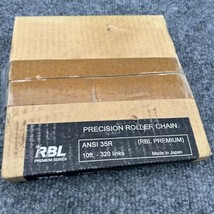 PRECISION ROLLER CHAIN
RBL
PREMIUM SERIES
ANSI 35R (RBL PREMIUM)
10ft. - 320 links Made in Japan